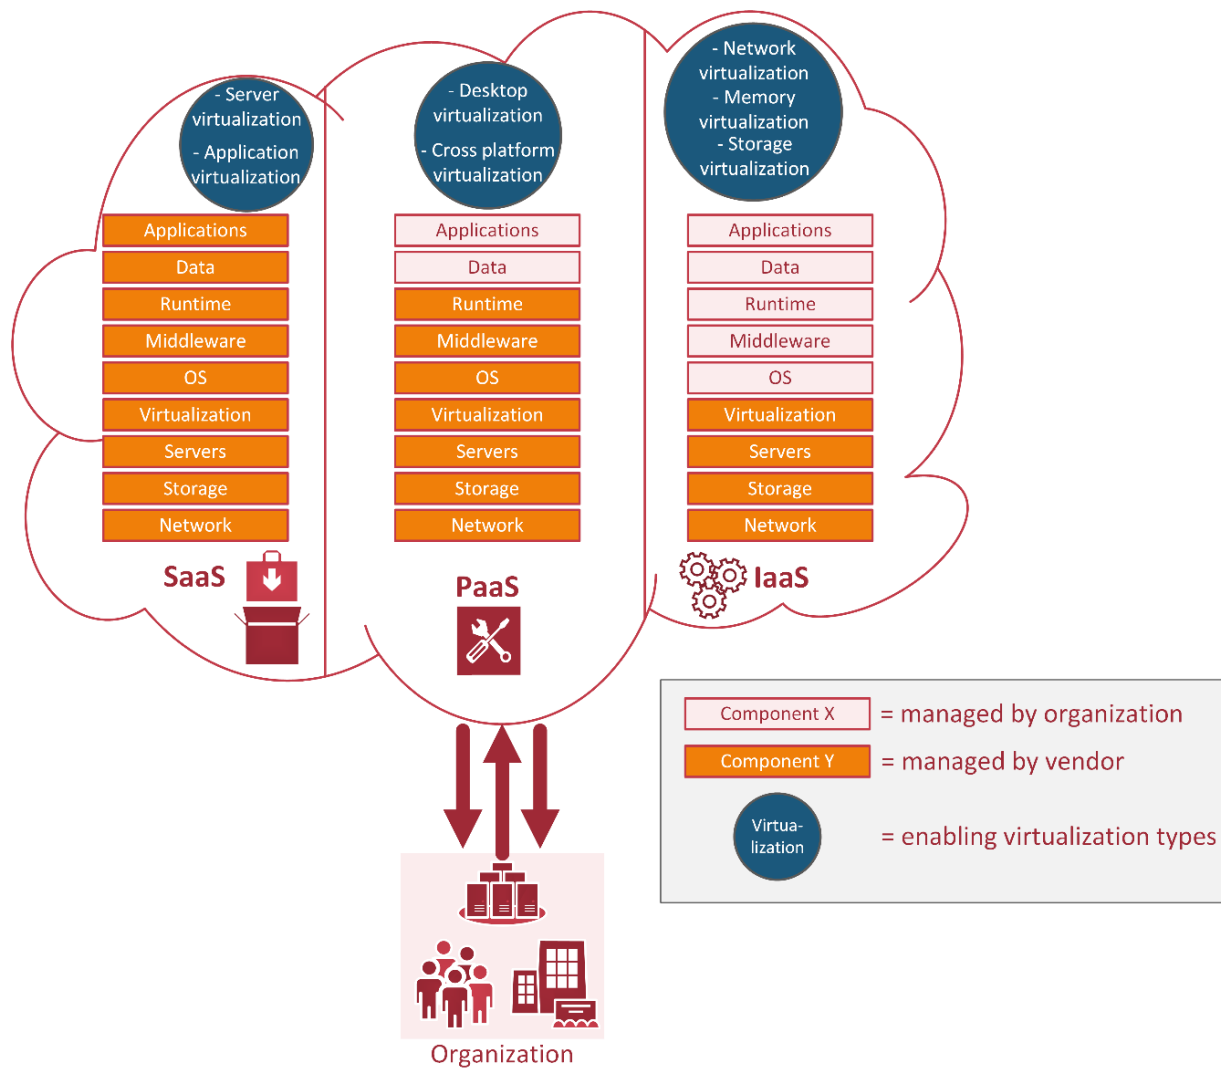 - Server
virtualization
- Application
virtualization
- Desktop
virtualization
- Cross platform
virtualization
- Network
virtualization
- Memory
virtualization
- Storage
virtualization
Applications
Data
Runtime
Middleware
OS
Virtualization
Servers
Storage
Network
SaaS
Applications
Data
Runtime
Middleware
OS
Virtualization
Servers
Storage
Network
PaaS
Applications
Data
Runtime
Middleware
OS
Virtualization
Servers
Storage
Network
IaaS
Component X = managed by organization
Component Y = managed by vendor
Virtua-
lization
= enabling virtualization types
Organization